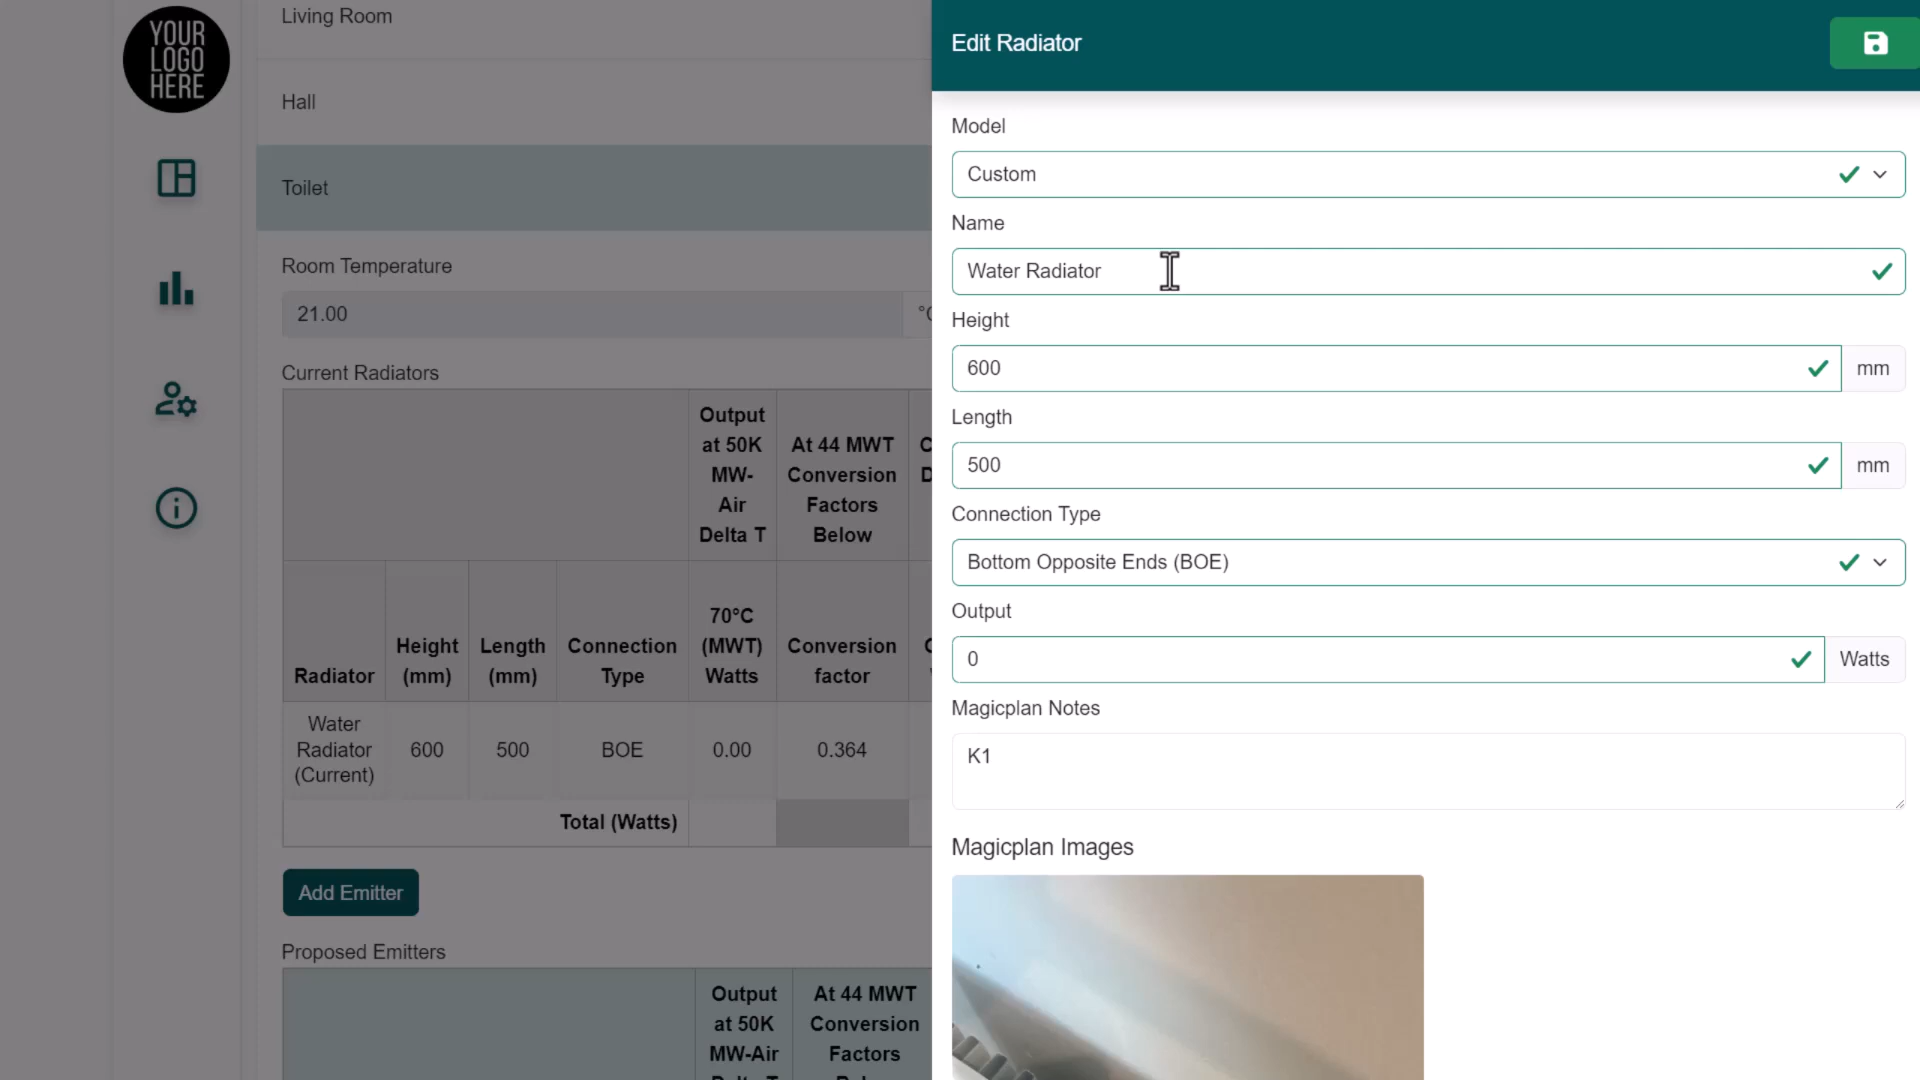 YOUR
LOGO
HERE
Living Room
Hall
Toilet
Room Temperature
21.00
Current Radiators
Output
at 50K
MW-
Air
Delta T
At 44 MWT
Conversion
Factors
Below
Radiator
Height
(mm)
Length
(mm)
Connection
Type
70°C
(MWT)
Watts
Conversion
factor
Water
Radiator
(Current)
600
500
BOE
0.00
0.364
Total (Watts)
Add Emitter
Proposed Emitters
Output
at 50K
MW-Air
At 44 MWT
Conversion
Factors
Edit Radiator
Model
Custom
Name
Water Radiator
Height
600
mm
Length
500
mm
Connection Type
Bottom Opposite Ends (BOE)
Output
0
Watts
Magicplan Notes
K1
Magicplan Images